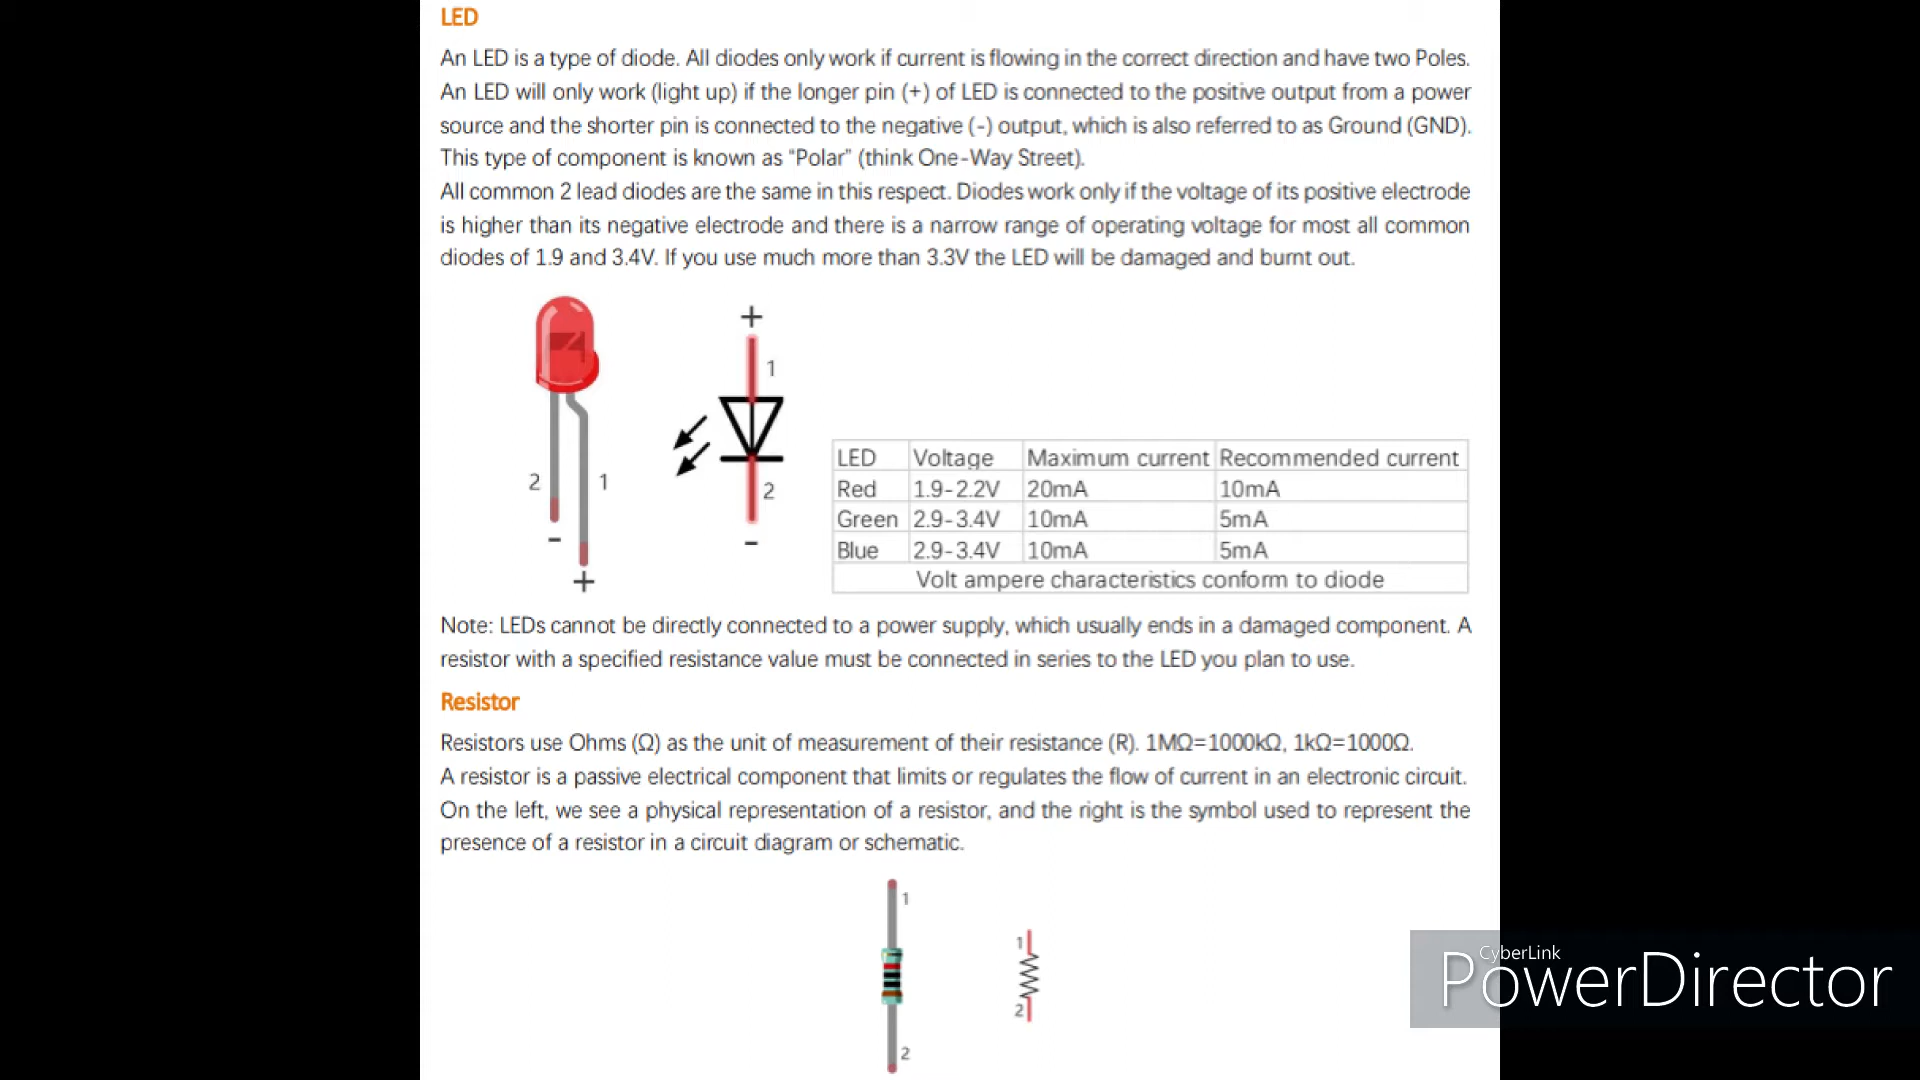 LED
An LED is a type of diode. All diodes only work if current is flowing in the correct direction and have two Poles.
An LED will only work (light up) if the longer pin (+) of LED is connected to the positive output from a power
source and the shorter pin is connected to the negative (-) output, which is also referred to as Ground (GND).
This type of component is known as “Polar” (think One-Way Street).
All common 2 lead diodes are the same in this respect. Diodes work only if the voltage of its positive electrode
is higher than its negative electrode and there is a narrow range of operating voltage for most all common
diodes of 1.9 and 3.4V. If you use much more than 3.3V the LED will be damaged and burnt out.
2 1
-
+
+
1
2
-
LED Voltage Maximum current Recommended current
Red 1.9-2.2V 20mA 10mA
Green 2.9-3.4V 10mA 5mA
Blue 2.9-3.4V 10mA 5mA
Volt ampere characteristics conform to diode
Note: LEDs cannot be directly connected to a power supply, which usually ends in a damaged component. A
resistor with a specified resistance value must be connected in series to the LED you plan to use.
Resistor
Resistors use Ohms (Ω) as the unit of measurement of their resistance (R). 1MΩ=1000kΩ, 1kΩ=1000Ω.
A resistor is a passive electrical component that limits or regulates the flow of current in an electronic circuit.
On the left, we see a physical representation of a resistor, and the right is the symbol used to represent the
presence of a resistor in a circuit diagram or schematic.
1
2
1
2
CyberLink
PowerDirector